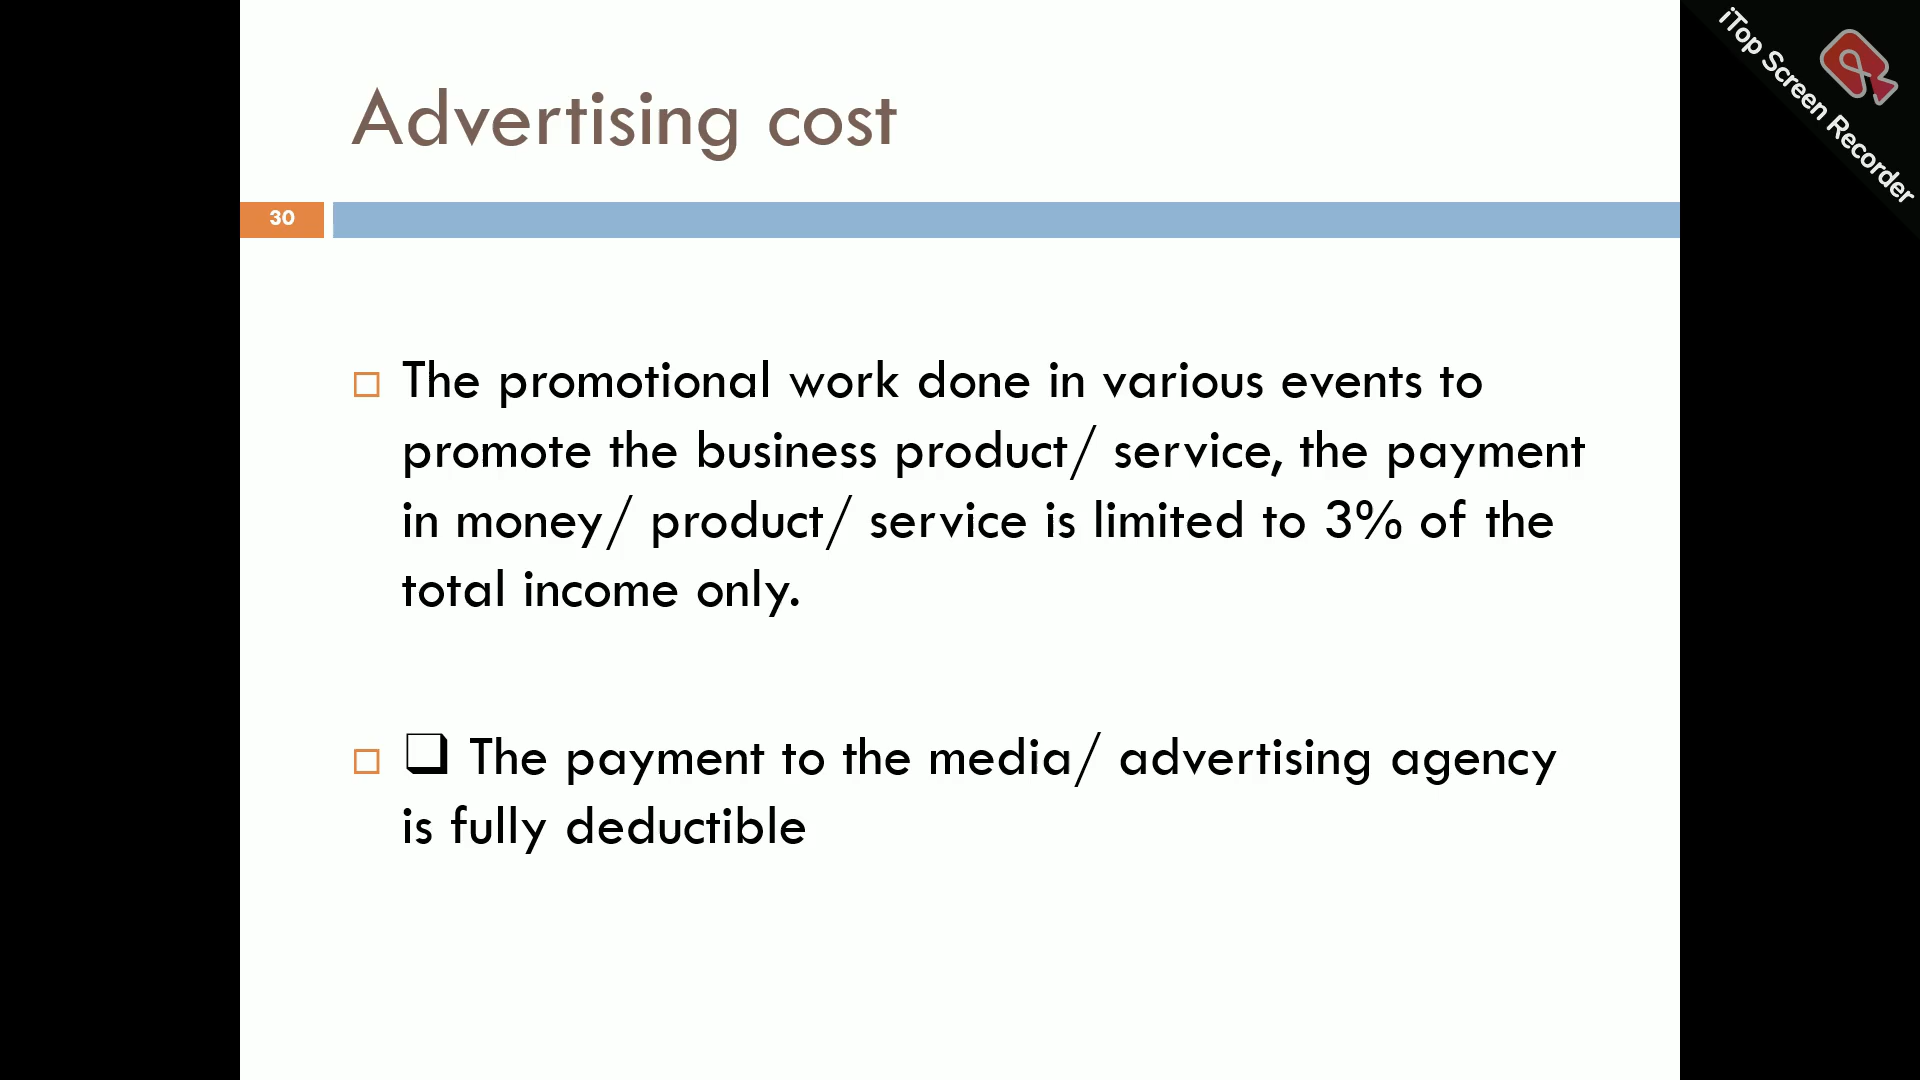 Advertising cost
30
The promotional work done in various events to
promote the business product/ service, the payment
in money/ product/ service is limited to 3% of the
total income only.
❑ The payment to the media/ advertising agency
is fully deductible
iTop Screen Recorder